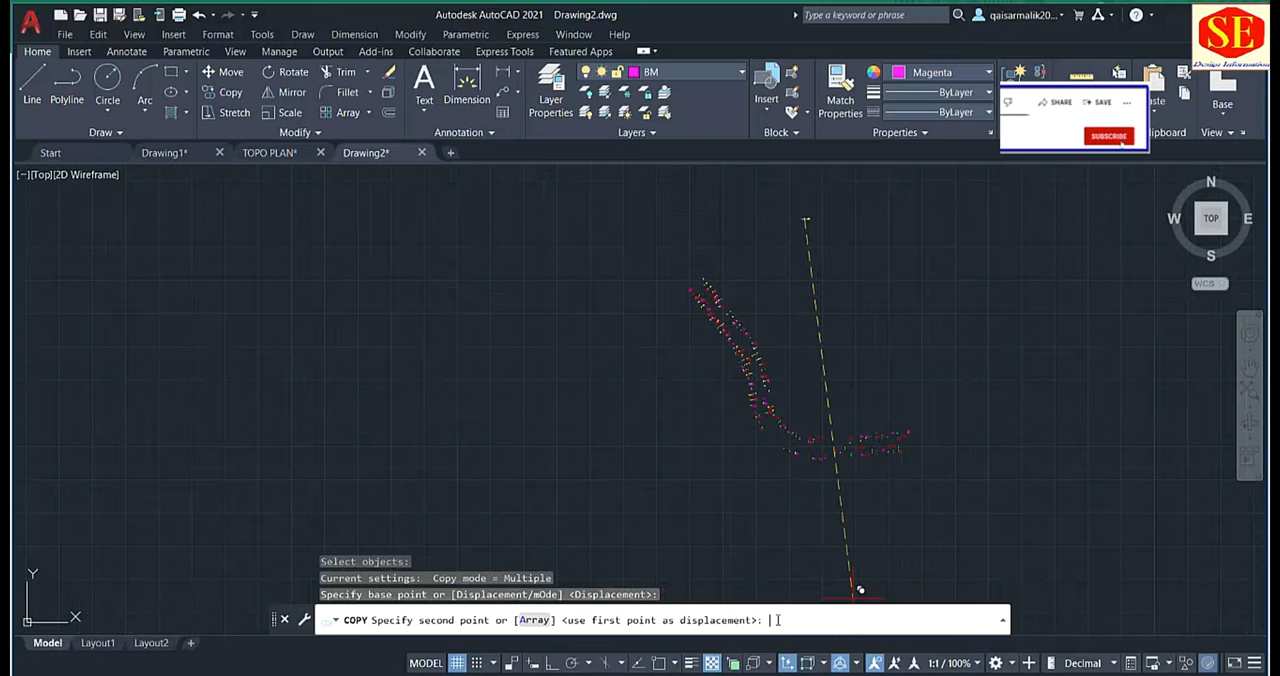 Autodesk AutoCAD 2021 Drawing2.dwg
Type a keyword or phrase
qaisarmalik20...
SE
Design Information
File Edit View Insert Format Tools Draw Dimension Modify Parametric Express Window Help
Home Insert Annotate Parametric View Manage Output Add-ins Collaborate Express Tools Featured Apps
Line Polyline Circle Arc
Move Rotate Trim
Copy Mirror Fillet
Stretch Scale Array
Text Dimension
Layer Properties
BM
Insert
Match Properties
Magenta
ByLayer
ByLayer
SHARE SAVE ...
SUBSCRIBE
Base
Draw Modify Annotation Layers Block Properties View
Start Drawing1* TOPO PLAN* Drawing2*
[−][Top][2D Wireframe]
N
W TOP E
S
WCS
Select objects:
Current settings: Copy mode = Multiple
Specify base point or [Displacement/mOde] <Displacement>:
COPY Specify second point or [Array] <use first point as displacement>:
Y
X
Model Layout1 Layout2 +
MODEL 1:1 / 100% Decimal